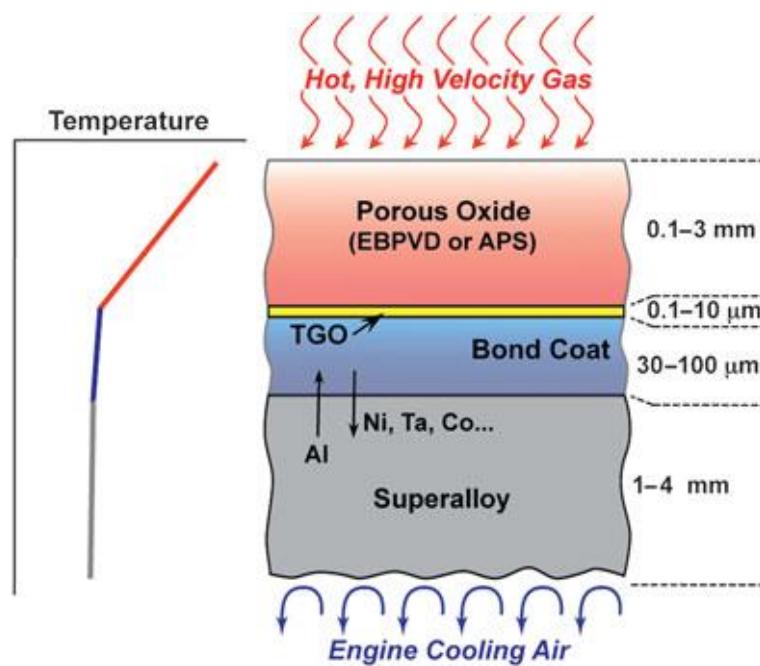 Hot, High Velocity Gas
Temperature
Porous Oxide
(EBPVD or APS)
0.1–3 mm
0.1–10 μm
TGO
Bond Coat
30–100 μm
Ni, Ta, Co...
Al
Superalloy
1–4 mm
Engine Cooling Air